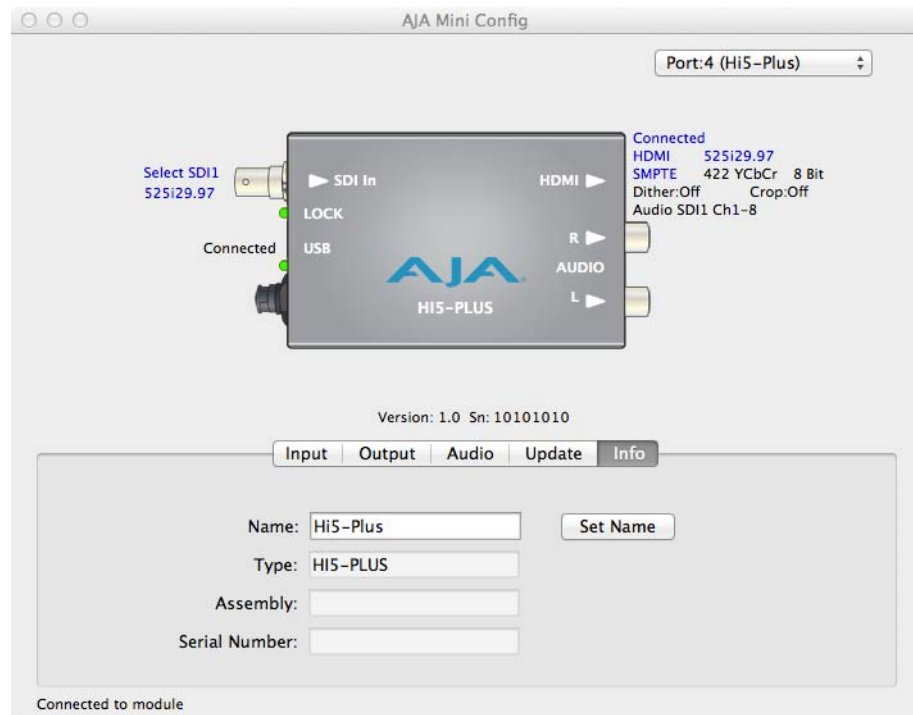 AJA Mini Config
Port:4 (Hi5-Plus)
Select SDI1
525i29.97
Connected
SDI In
LOCK
USB
HDMI
R
AUDIO
L
AJA
HI5-PLUS
Connected
HDMI 525i29.97
SMPTE 422 YCbCr 8 Bit
Dither:Off Crop:Off
Audio SDI1 Ch1-8
Version: 1.0 Sn: 10101010
Input Output Audio Update Info
Name: Hi5-Plus Set Name
Type: HI5-PLUS
Assembly:
Serial Number:
Connected to module